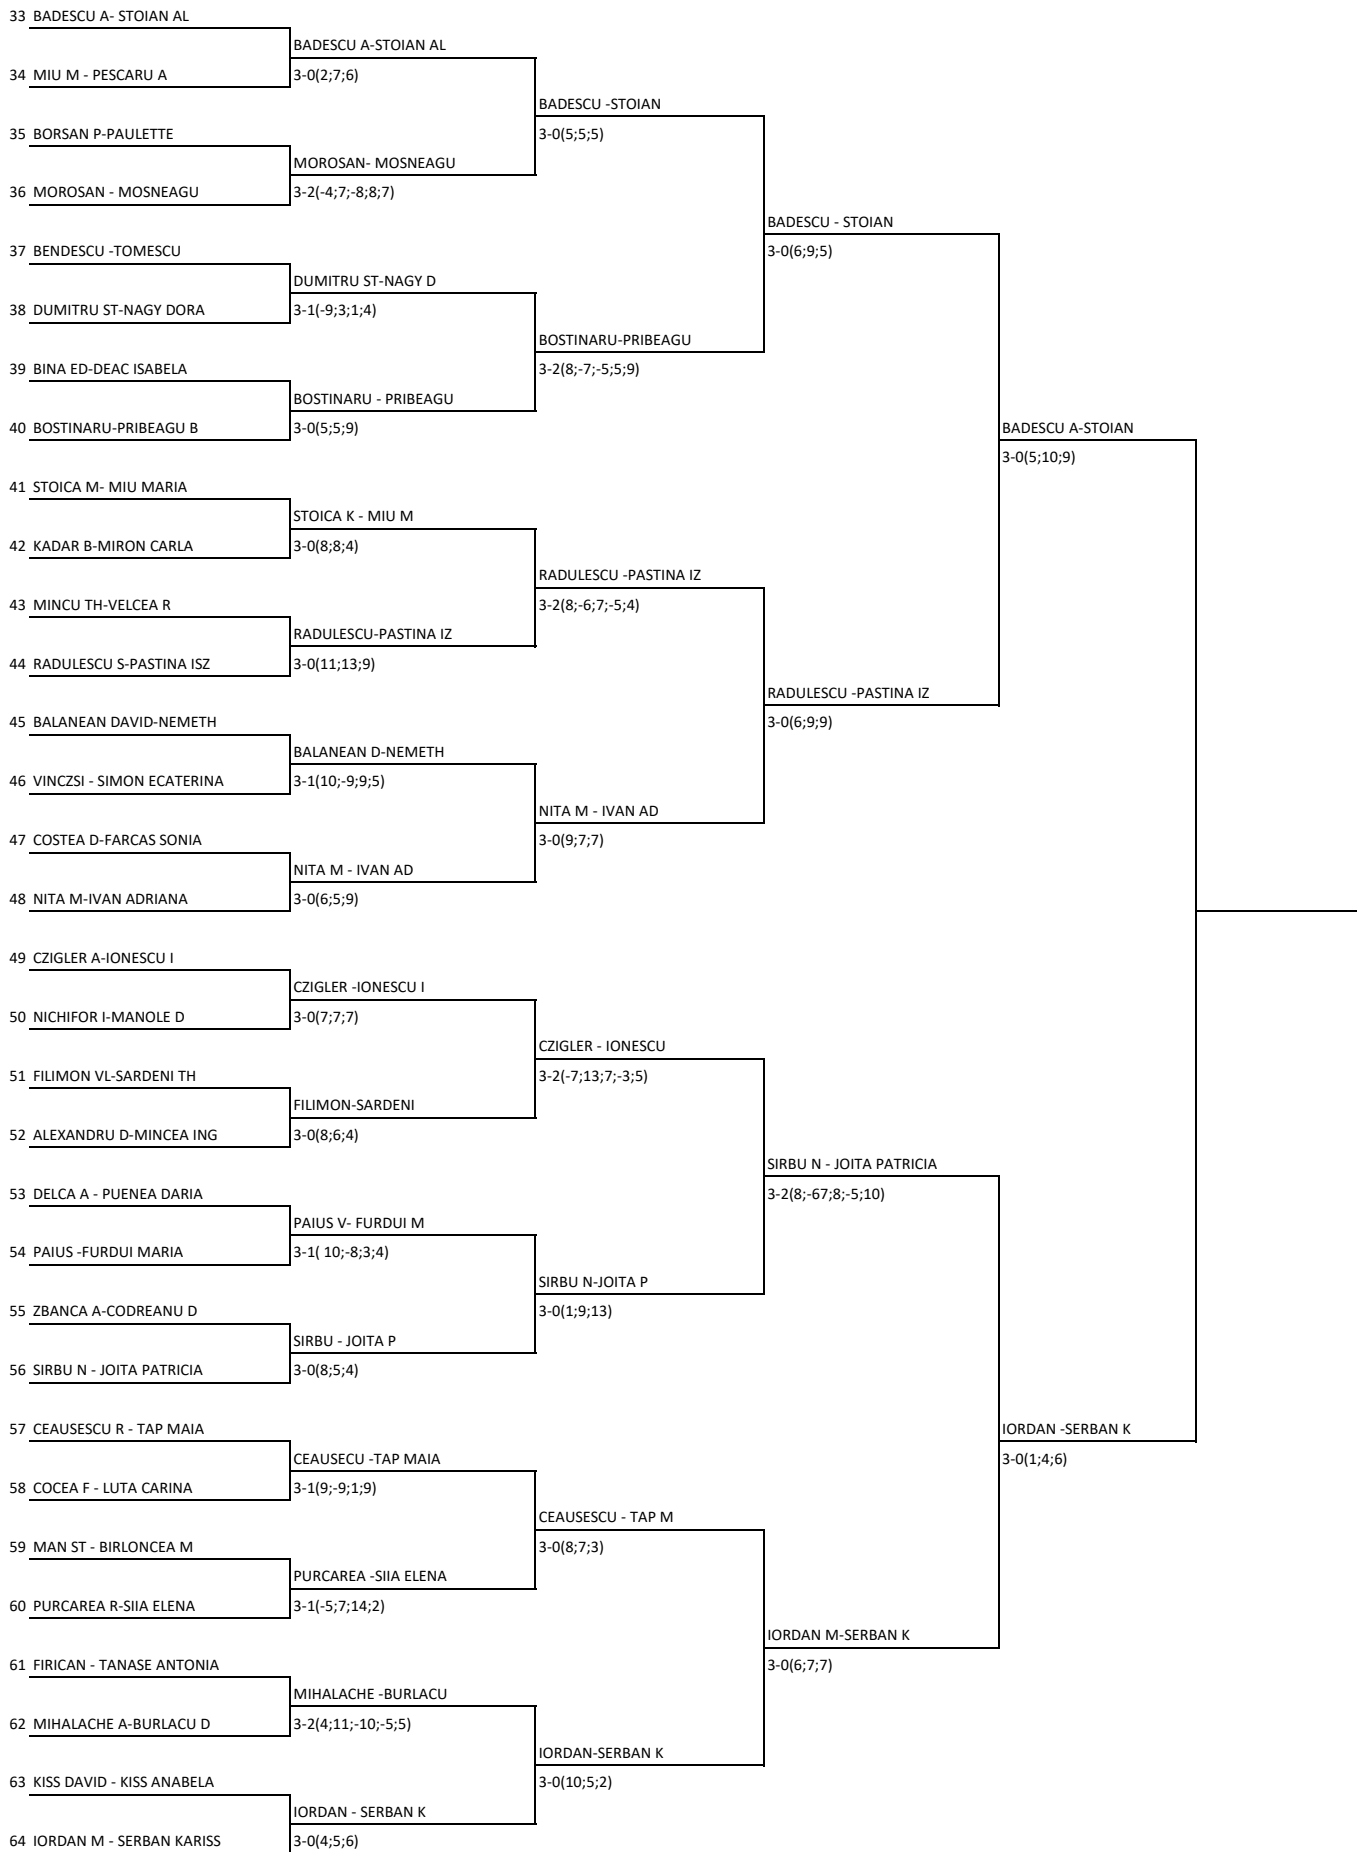 33 BADESCU A- STOIAN AL
BADESCU A-STOIAN AL
34 MIU M - PESCARU A
3-0(2;7;6)
BADESCU -STOIAN
35 BORSAN P-PAULETTE
3-0(5;5;5)
MOROSAN- MOSNEAGU
36 MOROSAN - MOSNEAGU
3-2(-4;7;-8;8;7)
BADESCU - STOIAN
37 BENDESCU -TOMESCU
3-0(6;9;5)
DUMITRU ST-NAGY D
38 DUMITRU ST-NAGY DORA
3-1(-9;3;1;4)
BOSTINARU-PRIBEAGU
39 BINA ED-DEAC ISABELA
3-2(8;-7;-5;5;9)
BOSTINARU - PRIBEAGU
40 BOSTINARU-PRIBEAGU B
3-0(5;5;9)
BADESCU A-STOIAN
3-0(5;10;9)
41 STOICA M- MIU MARIA
STOICA K - MIU M
42 KADAR B-MIRON CARLA
3-0(8;8;4)
RADULESCU -PASTINA IZ
43 MINCU TH-VELCEA R
3-2(8;-6;7;-5;4)
RADULESCU-PASTINA IZ
44 RADULESCU S-PASTINA ISZ
3-0(11;13;9)
RADULESCU -PASTINA IZ
45 BALANEAN DAVID-NEMETH
3-0(6;9;9)
BALANEAN D-NEMETH
46 VINCZSI - SIMON ECATERINA
3-1(10;-9;9;5)
NITA M - IVAN AD
47 COSTEA D-FARCAS SONIA
3-0(9;7;7)
NITA M - IVAN AD
48 NITA M-IVAN ADRIANA
3-0(6;5;9)
49 CZIGLER A-IONESCU I
CZIGLER -IONESCU I
50 NICHIFOR I-MANOLE D
3-0(7;7;7)
CZIGLER - IONESCU
51 FILIMON VL-SARDENI TH
3-2(-7;13;7;-3;5)
FILIMON-SARDENI
52 ALEXANDRU D-MINCEA ING
3-0(8;6;4)
SIRBU N - JOITA PATRICIA
53 DELCA A - PUENEA DARIA
3-2(8;-67;8;-5;10)
PAIUS V- FURDUI M
54 PAIUS -FURDUI MARIA
3-1( 10;-8;3;4)
SIRBU N-JOITA P
55 ZBANCA A-CODREANU D
3-0(1;9;13)
SIRBU - JOITA P
56 SIRBU N - JOITA PATRICIA
3-0(8;5;4)
57 CEAUSESCU R - TAP MAIA
IORDAN -SERBAN K
CEAUSECU -TAP MAIA
3-0(1;4;6)
58 COCEA F - LUTA CARINA
3-1(9;-9;1;9)
CEAUSESCU - TAP M
59 MAN ST - BIRLONCEA M
3-0(8;7;3)
PURCAREA -SIIA ELENA
60 PURCAREA R-SIIA ELENA
3-1(-5;7;14;2)
IORDAN M-SERBAN K
61 FIRICAN - TANASE ANTONIA
3-0(6;7;7)
MIHALACHE -BURLACU
62 MIHALACHE A-BURLACU D
3-2(4;11;-10;-5;5)
IORDAN-SERBAN K
63 KISS DAVID - KISS ANABELA
3-0(10;5;2)
IORDAN - SERBAN K
64 IORDAN M - SERBAN KARISS
3-0(4;5;6)